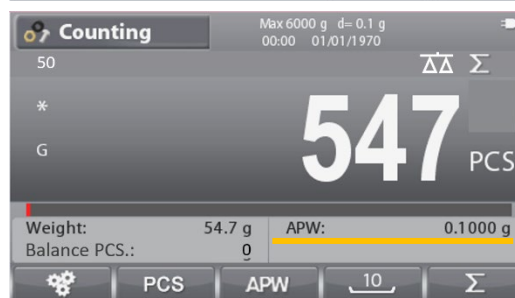 Counting
Max 6000 g d= 0.1 g
00:00 01/01/1970
50
Σ
*
G
547 PCS
Weight: 54.7 g APW: 0.1000 g
Balance PCS.: 0
PCS APW 10 Σ